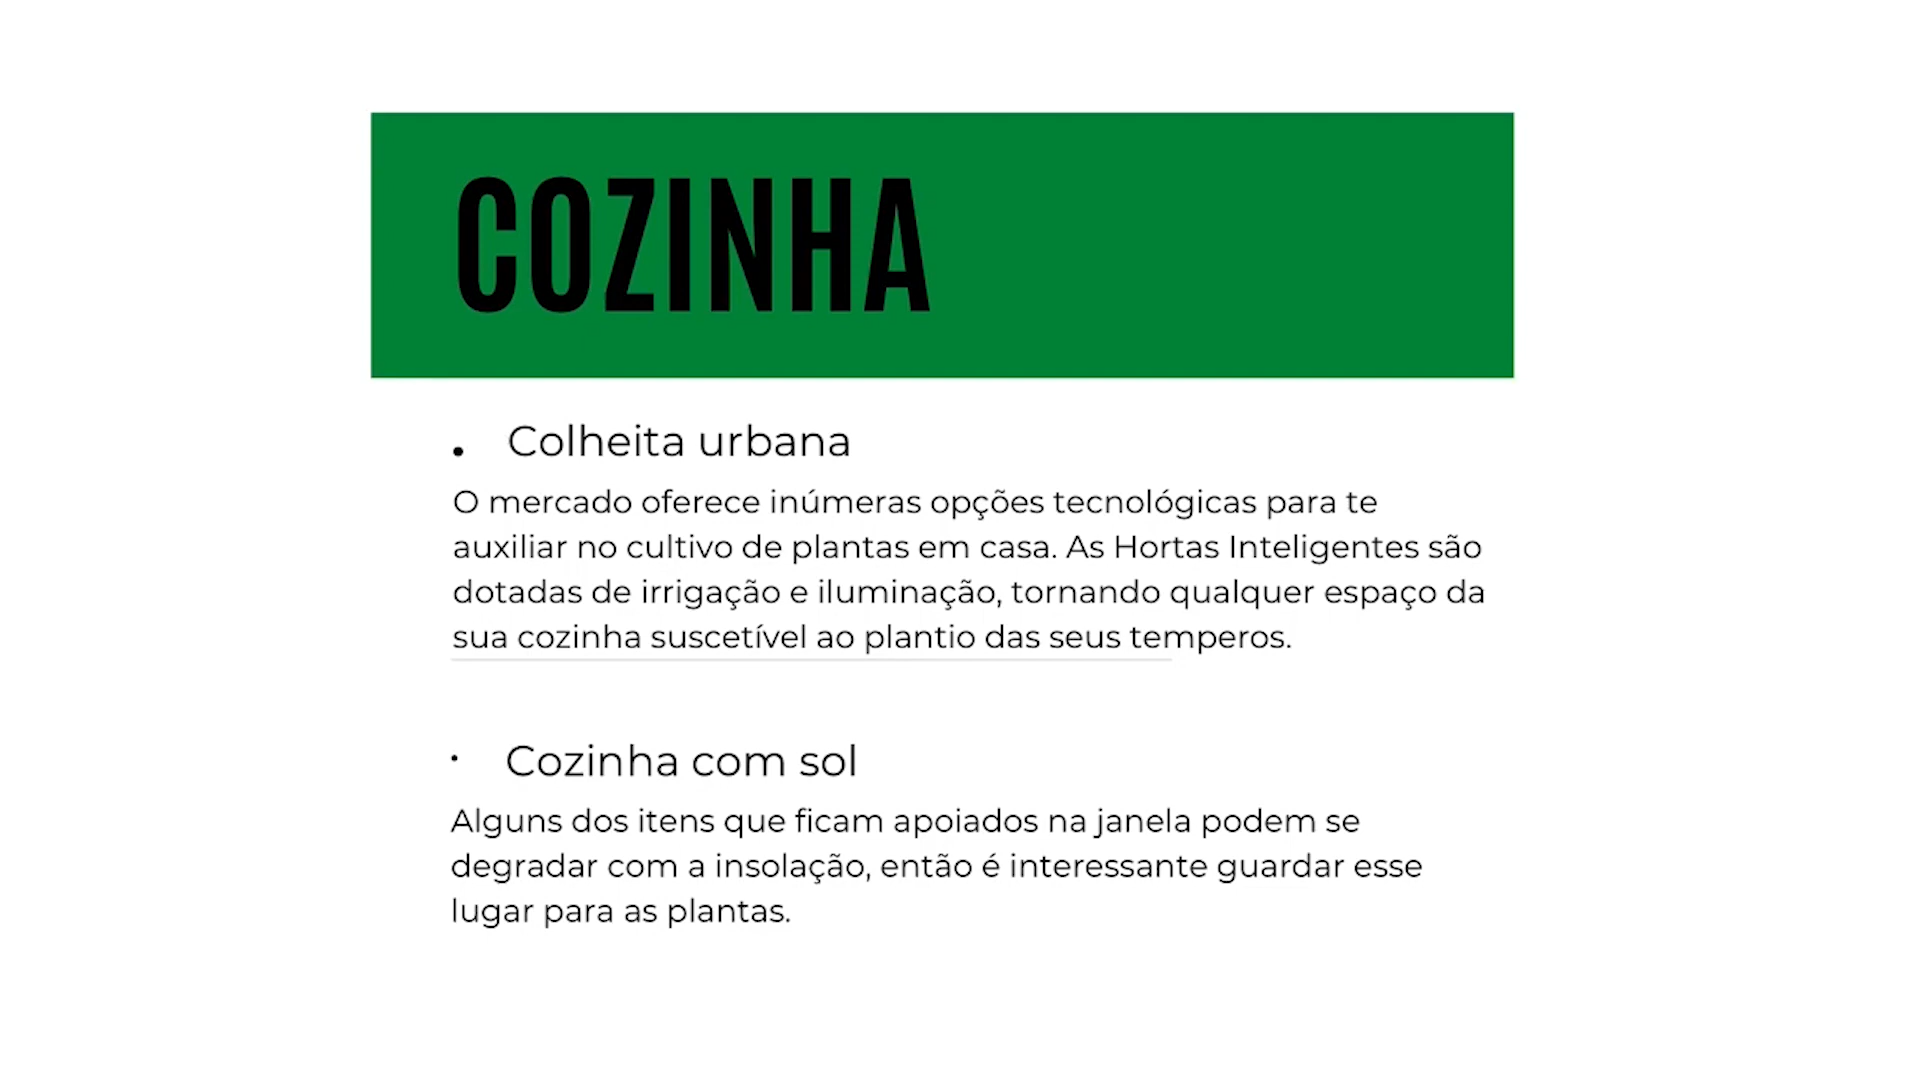 COZINHA
• Colheita urbana
O mercado oferece inúmeras opções tecnológicas para te
auxiliar no cultivo de plantas em casa. As Hortas Inteligentes são
dotadas de irrigação e iluminação, tornando qualquer espaço da
sua cozinha suscetível ao plantio das seus temperos.
• Cozinha com sol
Alguns dos itens que ficam apoiados na janela podem se
degradar com a insolação, então é interessante guardar esse
lugar para as plantas.